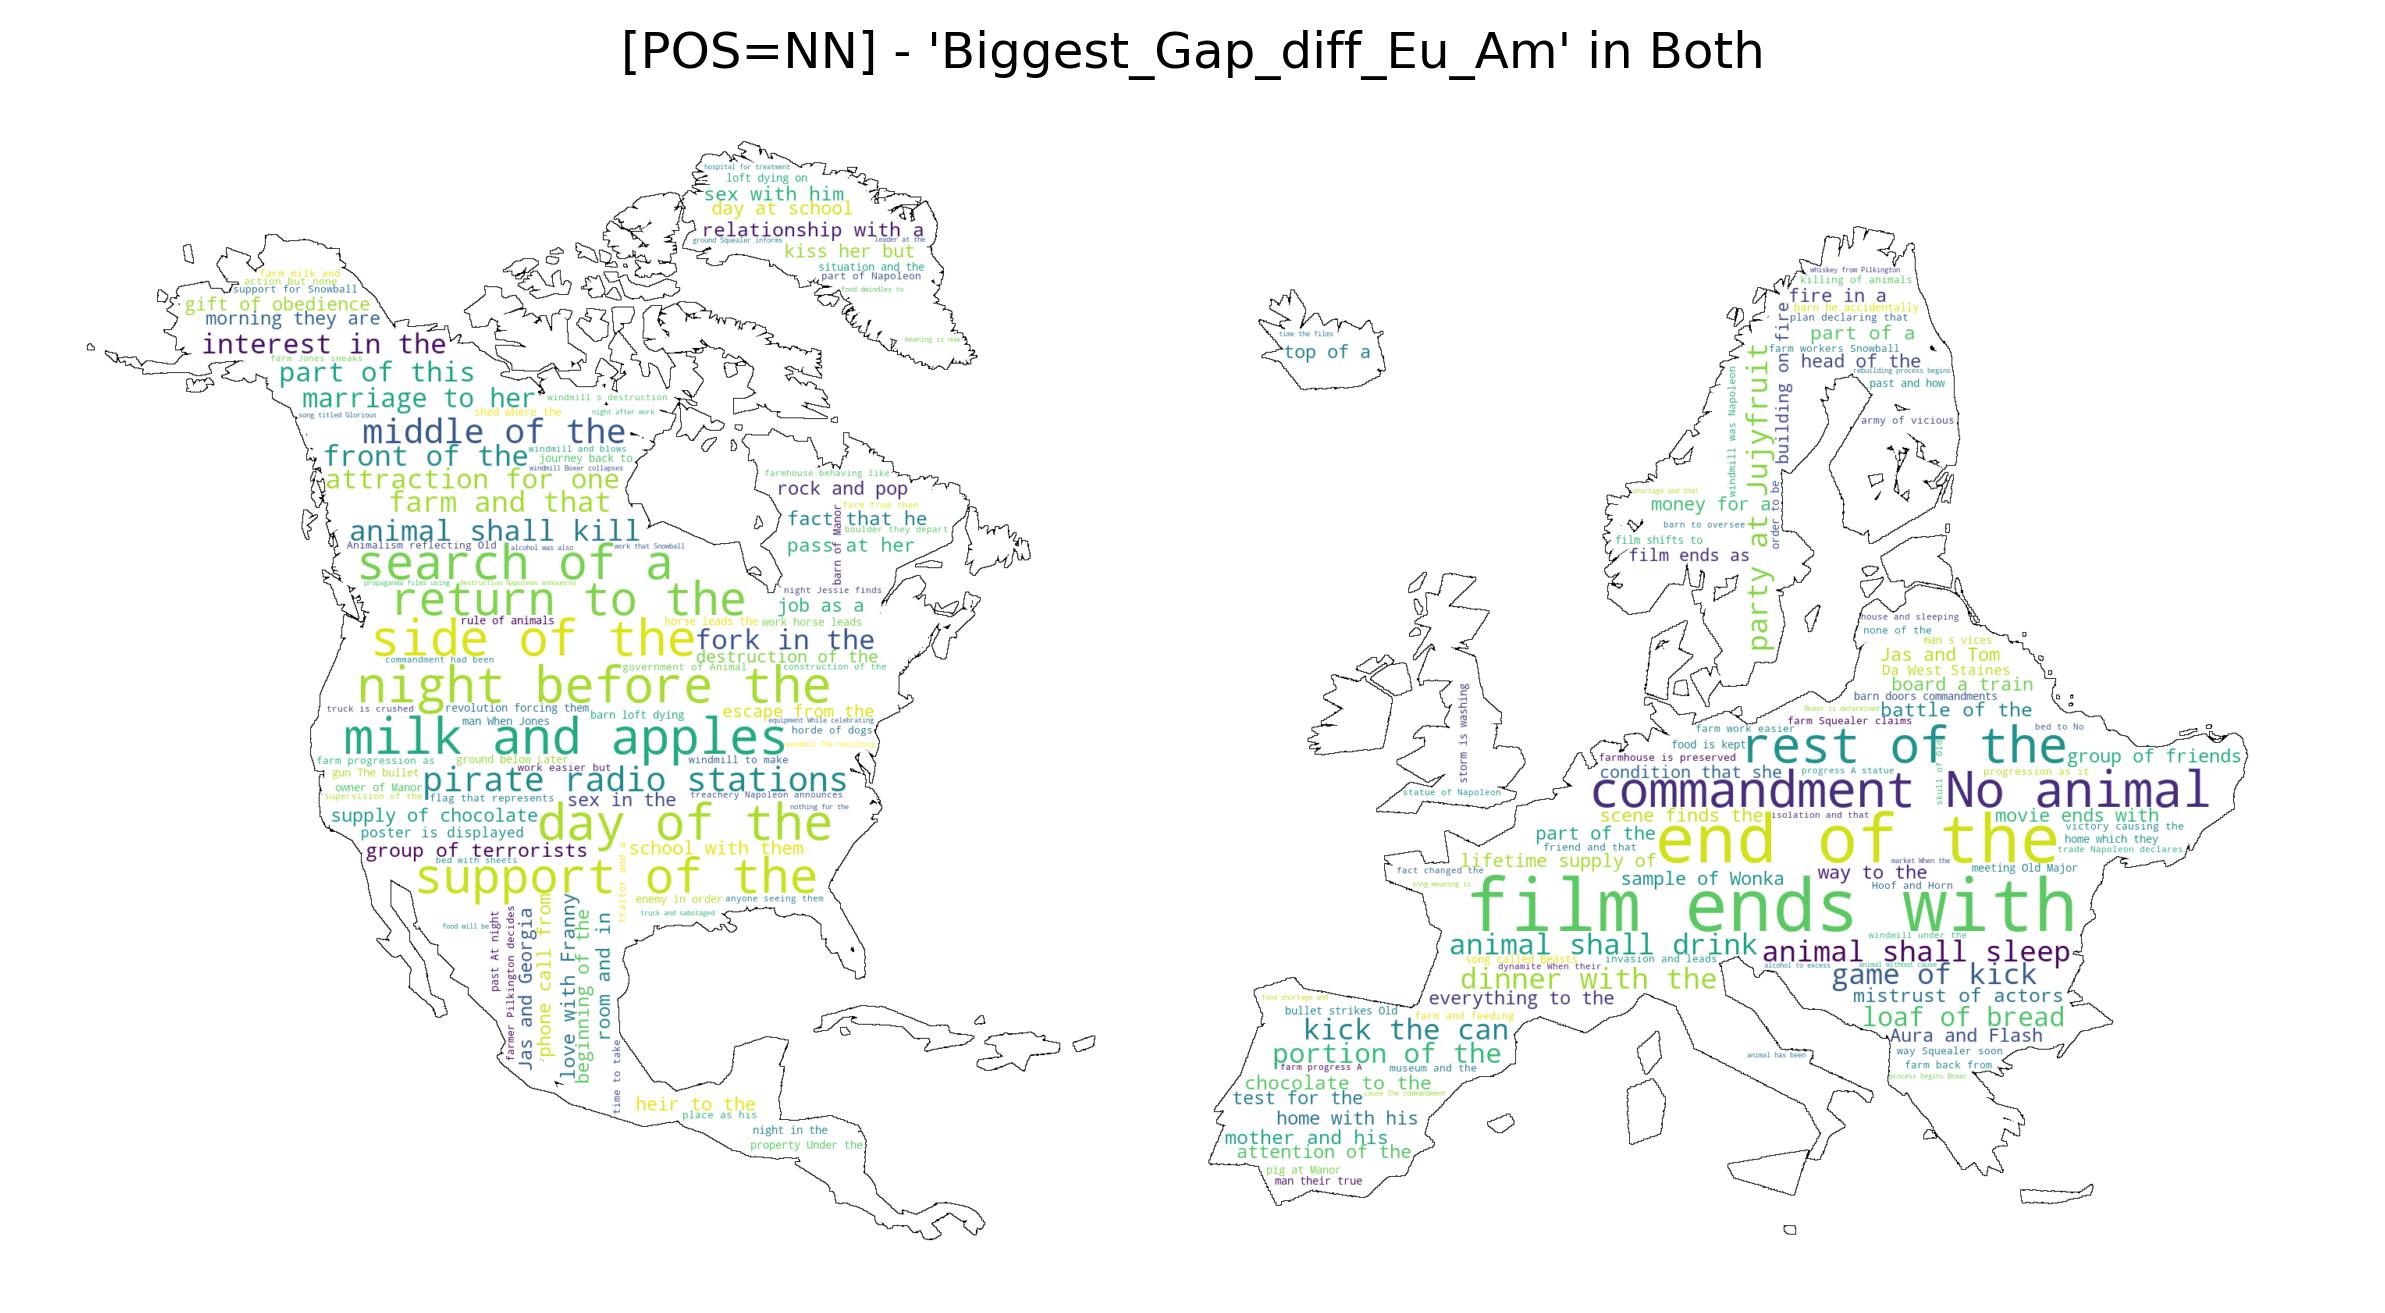 [POS=NN] - 'Biggest_Gap_diff_Eu_Am' in Both
hospital for treatment
loft dying on
sex with him
day at school
relationship with a
ground Squealer informs
leader at the
kiss her but
situation and the
part of Napoleon
food dwindles to
meaning is now
farm milk and
action but none
support for Snowball
gift of obedience
morning they are
interest in the
farm Jones sneaks
part of this
marriage to her
windmill s destruction
song titled Glorious
shed where the
night after work
middle of the
front of the
windmill and blows
journey back to
windmill Boxer collapses
attraction for one
farm and that
animal shall kill
Animalism reflecting Old
alcohol was also
work that Snowball
search of a
propaganda films using
destruction Napoleon announces
return to the
rule of animals
horse leads the
work horse leads
side of the
fork in the
commandment had been
destruction of the
government of Animal
construction of the
night before the
truck is crushed
revolution forcing them
man When Jones
barn loft dying
escape from the
equipment While celebrating
horde of dogs
milk and apples
windmill The rebuilding
farm progression as
ground below Later
work easier but
windmill to make
gun The bullet
pirate radio stations
owner of Manor
supervision of the
flag that represents
sex in the
treachery Napoleon announces
nothing for the
supply of chocolate
poster is displayed
day of the
group of terrorists
school with them
bed with sheets
support of the
traitor and a
enemy in order
anyone seeing them
truck and sabotaged
food will be
past At night
farmer Pilkington decides
Jas and Georgia
phone call from
love with Franny
beginning of the
room and in
time to take
heir to the
place as his
night in the
property Under the
farmhouse behaving like
rock and pop
farm from then
fact that he
boulder they depart
pass at her
barn of Manor
night Jessie finds
job as a
time the films
top of a
whiskey from Pilkington
killing of animals
fire in a
barn he accidentally
plan declaring that
part of a
farm workers Snowball
head of the
rebuilding process begins
past and how
army of vicious
building on fire
party at Jujyfruit
windmill was Napoleon
order to be
shortage and that
money for a
barn to oversee
film shifts to
film ends as
house and sleeping
none of the
man s vices
Jas and Tom
Da West Staines
board a train
barn doors commandments
Boxer is determined
battle of the
farm Squealer claims
farm work easier
bed to No
food is kept
rest of the
group of friends
farmhouse is preserved
condition that she
progress A statue
skull of Old
progression as it
commandment No animal
storm is washing
statue of Napoleon
scene finds the
isolation and that
movie ends with
part of the
victory causing the
friend and that
home which they
end of the
trade Napoleon declares
lifetime supply of
market When the
fact changed the
sample of Wonka
way to the
meeting Old Major
song meaning is
Hoof and Horn
film ends with
animal shall drink
windmill under the
animal shall sleep
song called Beasts
invasion and leads
dynamite When their
alcohol to excess
animal without cause
dinner with the
game of kick
everything to the
mistrust of actors
food shortage and
bullet strikes Old
farm and feeding
loaf of bread
kick the can
Aura and Flash
portion of the
way Squealer soon
animal has been
farm progress A
museum and the
farm back from
process begins Boxer
chocolate to the
cause The commandment
test for the
home with his
mother and his
attention of the
pig at Manor
man their true